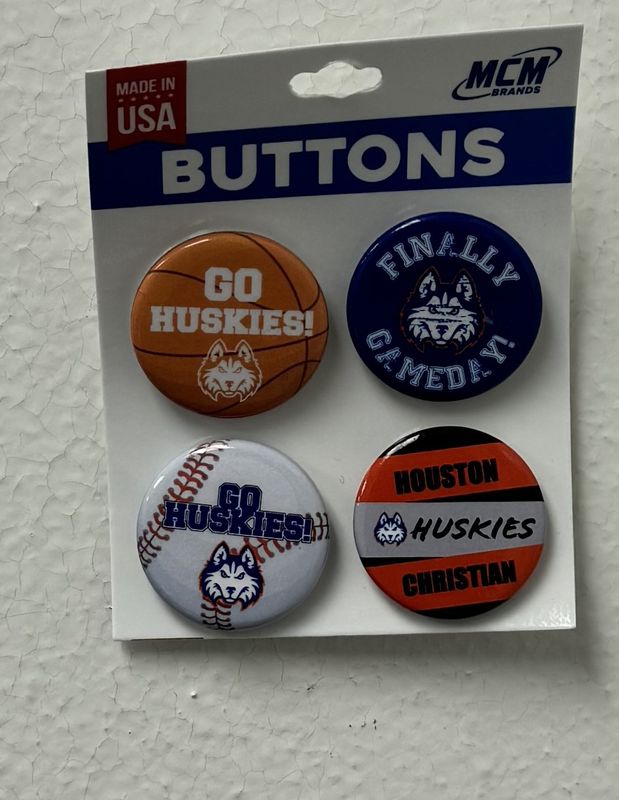 MADE IN
USA
MCM
BRANDS
BUTTONS
GO
HUSKIES!
FINALLY
GAMEDAY!
GO
HUSKIES!
HOUSTON
HUSKIES
CHRISTIAN